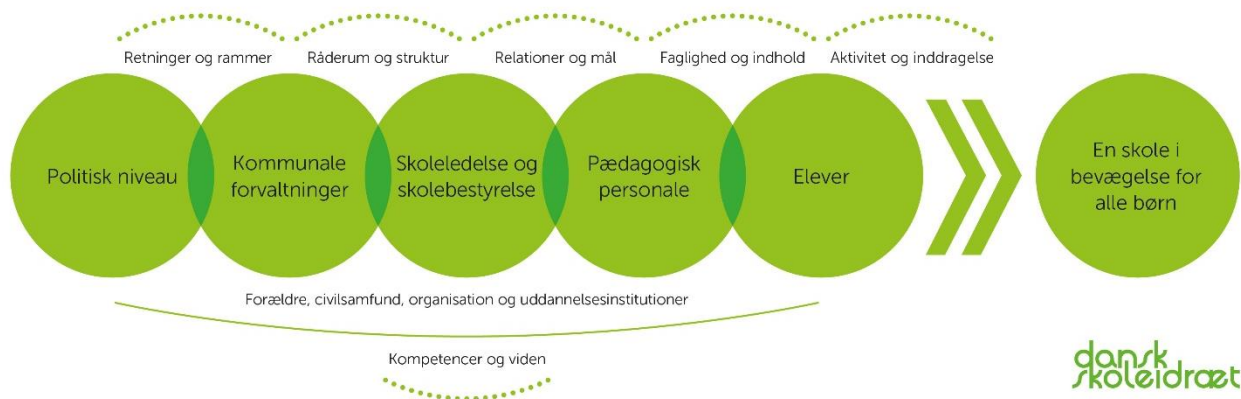 Retninger og rammer
Råderum og struktur
Relationer og mål
Faglighed og indhold
Aktivitet og inddragelse
Politisk niveau
Kommunale
forvaltninger
Skoleledelse og
skolebestyrelse
Pædagogisk
personale
Elever
En skole i
bevægelse for
alle børn
Forældre, civilsamfund, organisation og uddannelsesinstitutioner
Kompetencer og viden
dansk
skoleidræt